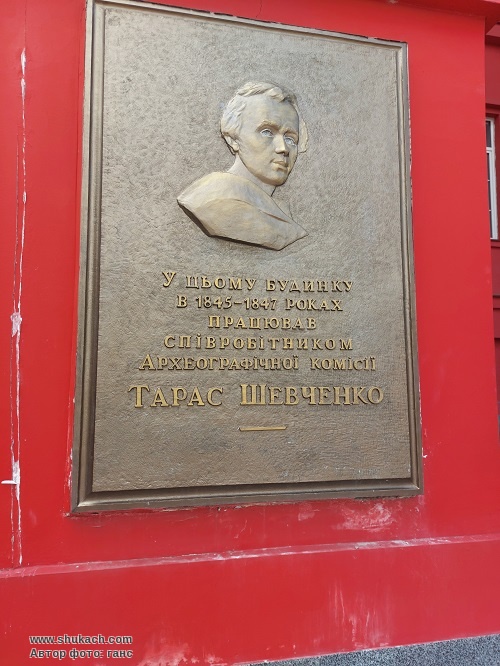 У ЦЬОМУ БУДИНКУ
В 1845-1847 РОКАХ
ПРАЦЮВАВ
СПІВРОБІТНИКОМ
АРХЕОГРАФІЧНОЇ КОМІСІЇ
ТАРАС ШЕВЧЕНКО
www.shukach.com
Автор фото: ганс